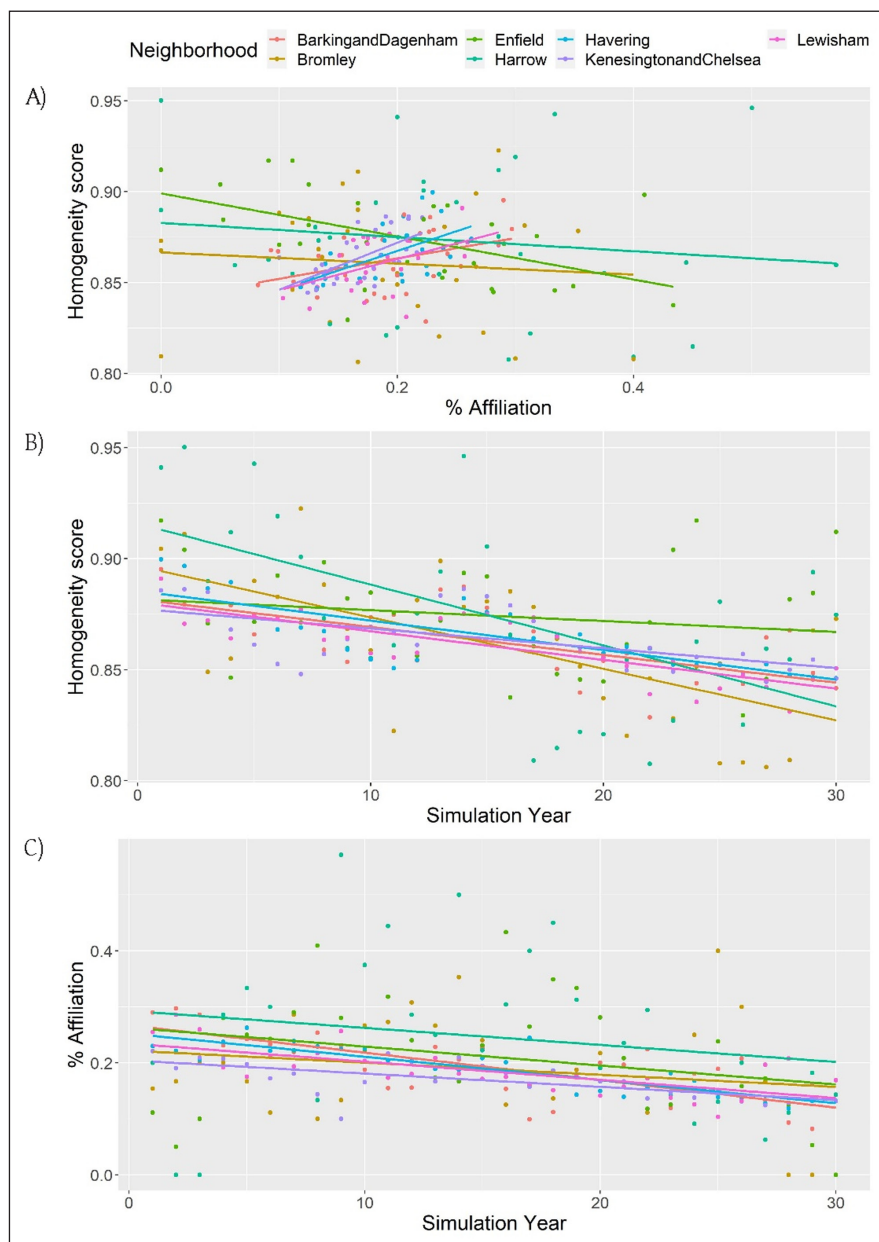 Neighborhood
BarkingandDagenham
Enfield
Havering
Lewisham
Bromley
Harrow
KenesingtonandChelsea
A)
0.95
0.90
0.85
0.80
Homogeneity score
0.0
0.2
0.4
% Affiliation
B)
0.95
0.90
0.85
0.80
Homogeneity score
0
10
20
30
Simulation Year
C)
0.4
0.2
0.0
% Affiliation
0
10
20
30
Simulation Year